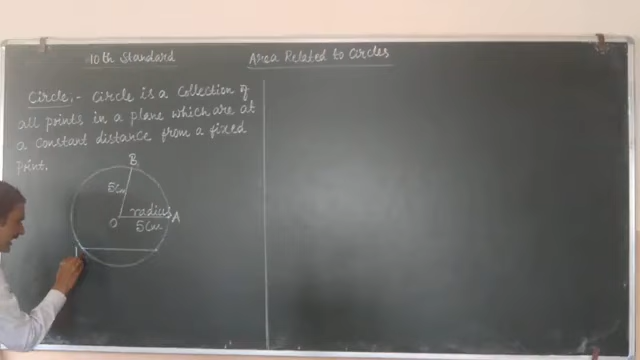 10th Standard
Area Related to Circles
Circle.- Circle is a Collection of
all points in a plane which are at
a constant distance from a fixed
point.
B
5cm
radius
O
A
5cm